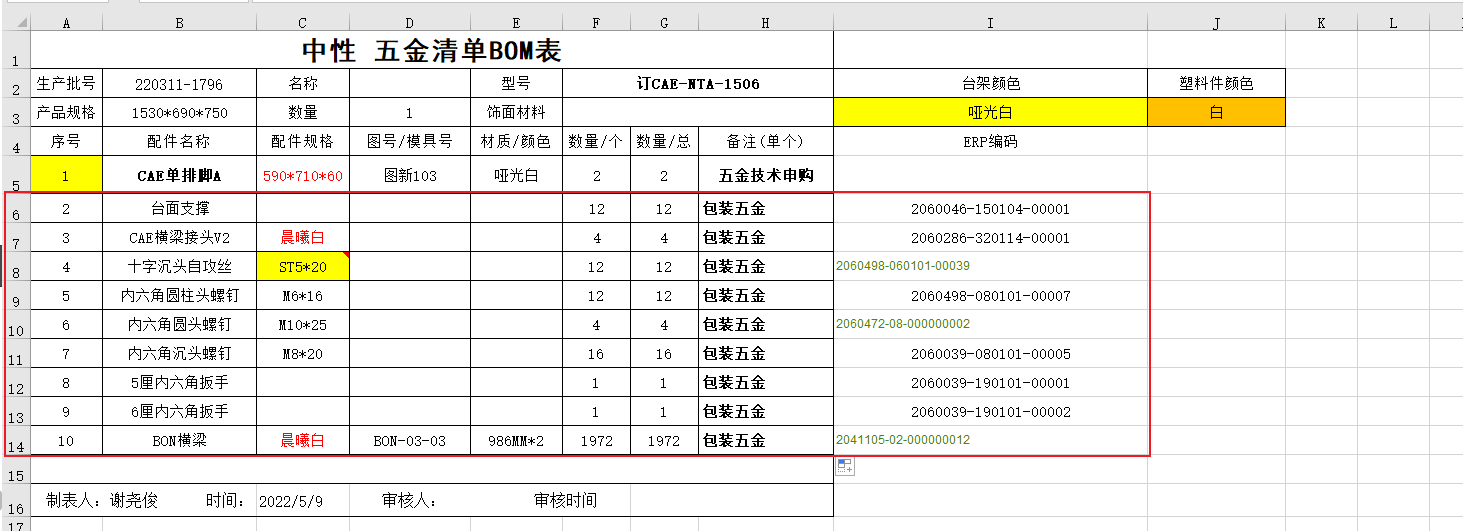 A B C D E F G H I J K L
1 中性 五金清单BOM表
2 生产批号 220311-1796 名称 型号 订CAE-NTA-1506 台架颜色 塑料件颜色
3 产品规格 1530*690*750 数量 1 饰面材料 哑光白 白
4 序号 配件名称 配件规格 图号/模具号 材质/颜色 数量/个 数量/总 备注(单个) ERP编码
5 1 CAE单排脚A 590*710*60 图新103 哑光白 2 2 五金技术申购
6 2 台面支撑 12 12 包装五金 2060046-150104-00001
7 3 CAE横梁接头V2 晨曦白 4 4 包装五金 2060286-320114-00001
8 4 十字沉头自攻丝 ST5*20 12 12 包装五金 2060498-060101-00039
9 5 内六角圆柱头螺钉 M6*16 12 12 包装五金 2060498-080101-00007
10 6 内六角圆头螺钉 M10*25 4 4 包装五金 2060472-08-000000002
11 7 内六角沉头螺钉 M8*20 16 16 包装五金 2060039-080101-00005
12 8 5厘内六角扳手 1 1 包装五金 2060039-190101-00001
13 9 6厘内六角扳手 1 1 包装五金 2060039-190101-00002
14 10 BON横梁 晨曦白 BON-03-03 986MM*2 1972 1972 包装五金 2041105-02-000000012
15
16 制表人: 谢尧俊 时间: 2022/5/9 审核人: 审核时间
17